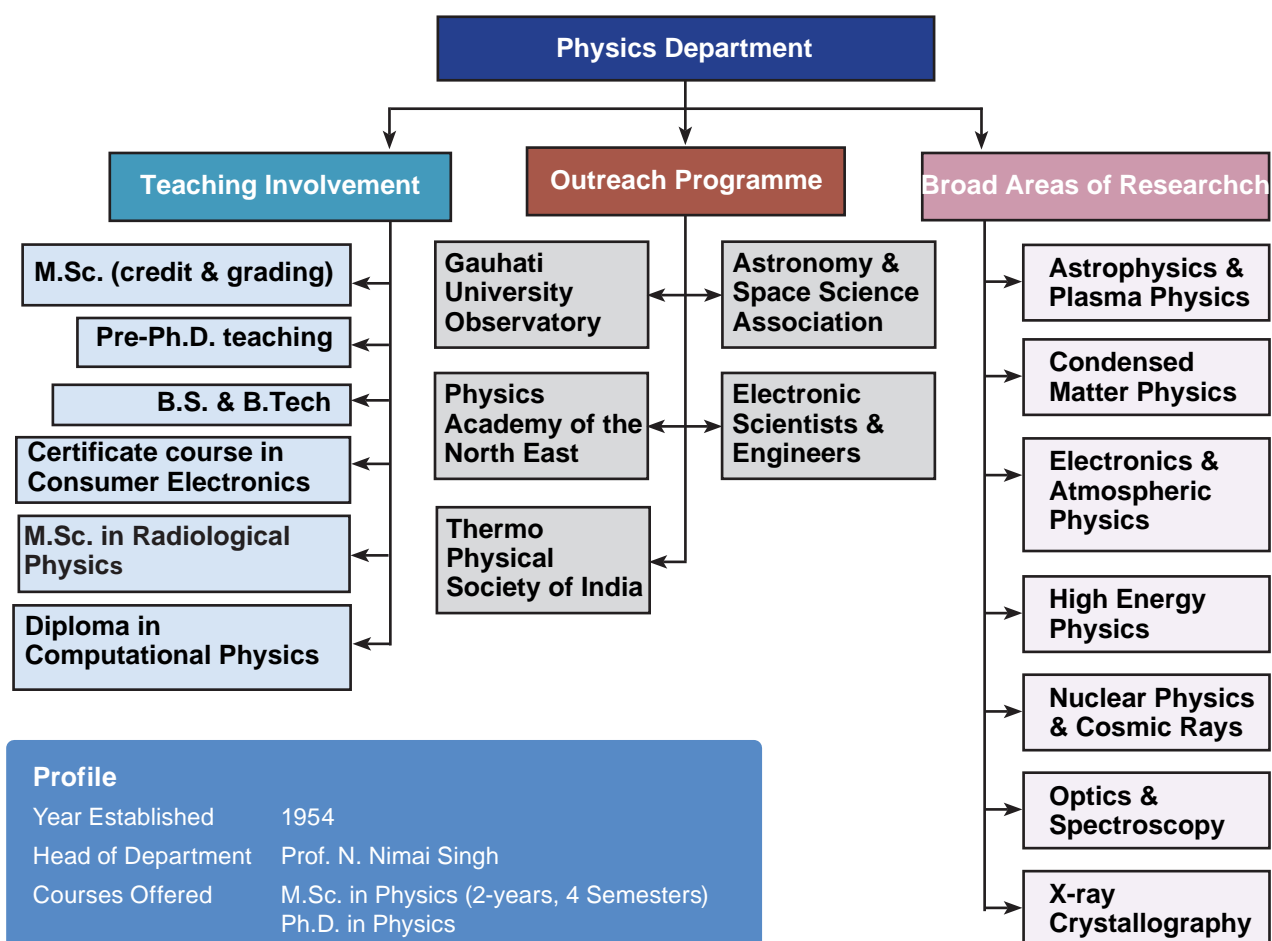 Physics Department
Teaching Involvement
M.Sc. (credit & grading)
Pre-Ph.D. teaching
B.S. & B.Tech
Certificate course in
Consumer Electronics
M.Sc. in Radiological
Physics
Diploma in
Computational Physics
Outreach Programme
Gauhati
University
Observatory
Astronomy &
Space Science
Association
Physics
Academy of the
North East
Electronic
Scientists &
Engineers
Thermo
Physical
Society of India
Broad Areas of Researchch
Astrophysics &
Plasma Physics
Condensed
Matter Physics
Electronics &
Atmospheric
Physics
High Energy
Physics
Nuclear Physics
& Cosmic Rays
Optics &
Spectroscopy
X-ray
Crystallography
Profile
Year Established 1954
Head of Department Prof. N. Nimai Singh
Courses Offered M.Sc. in Physics (2-years, 4 Semesters)
Ph.D. in Physics